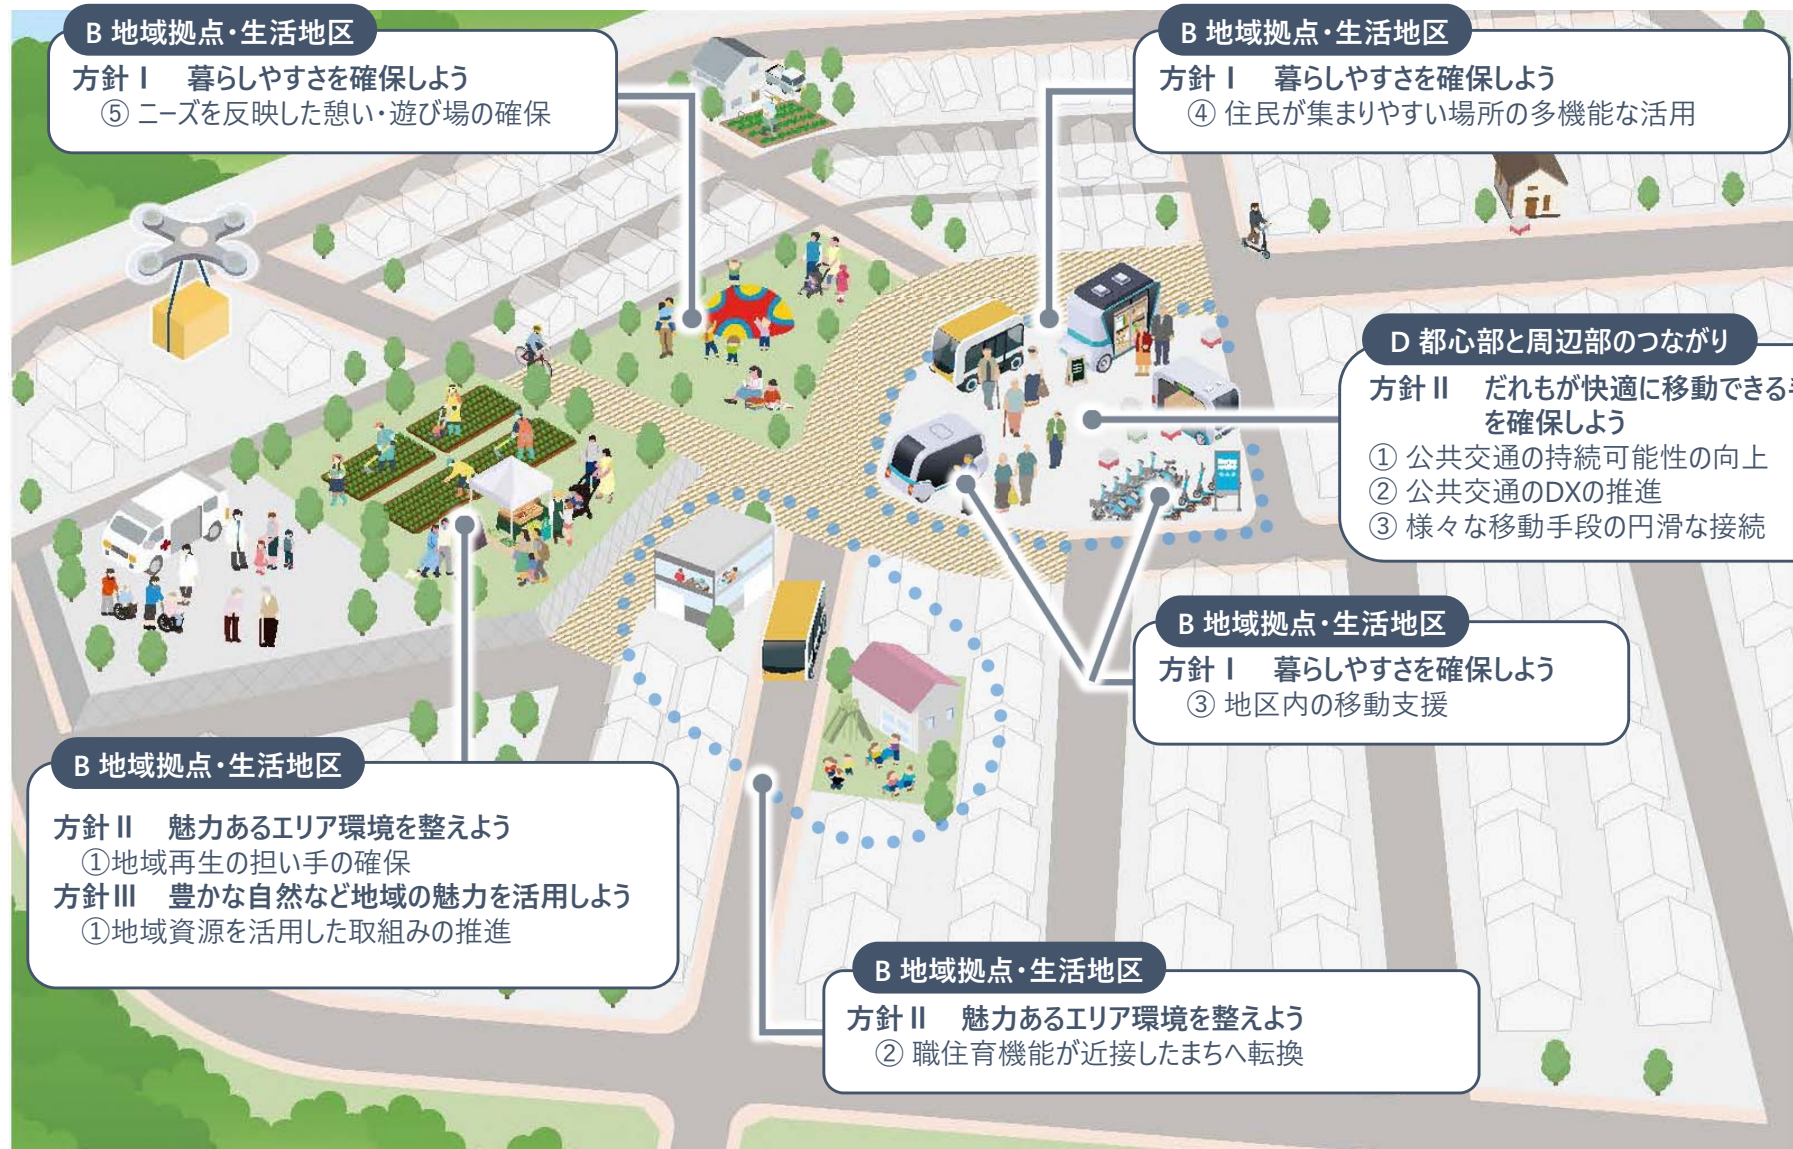 B 地域拠点・生活地区
方針Ⅰ 暮らしやすさを確保しよう
⑤ ニーズを反映した憩い・遊び場の確保
B 地域拠点・生活地区
方針Ⅰ 暮らしやすさを確保しよう
④ 住民が集まりやすい場所の多機能な活用
D 都心部と周辺部のつながり
方針Ⅱ だれもが快適に移動できる
を確保しよう
① 公共交通の持続可能性の向上
② 公共交通のDXの推進
③ 様々な移動手段の円滑な接続
B 地域拠点・生活地区
方針Ⅰ 暮らしやすさを確保しよう
③ 地区内の移動支援
B 地域拠点・生活地区
方針Ⅱ 魅力あるエリア環境を整えよう
①地域再生の担い手の確保
方針Ⅲ 豊かな自然など地域の魅力を活用しよう
①地域資源を活用した取組みの推進
B 地域拠点・生活地区
方針Ⅱ 魅力あるエリア環境を整えよう
② 職住育機能が近接したまちへ転換